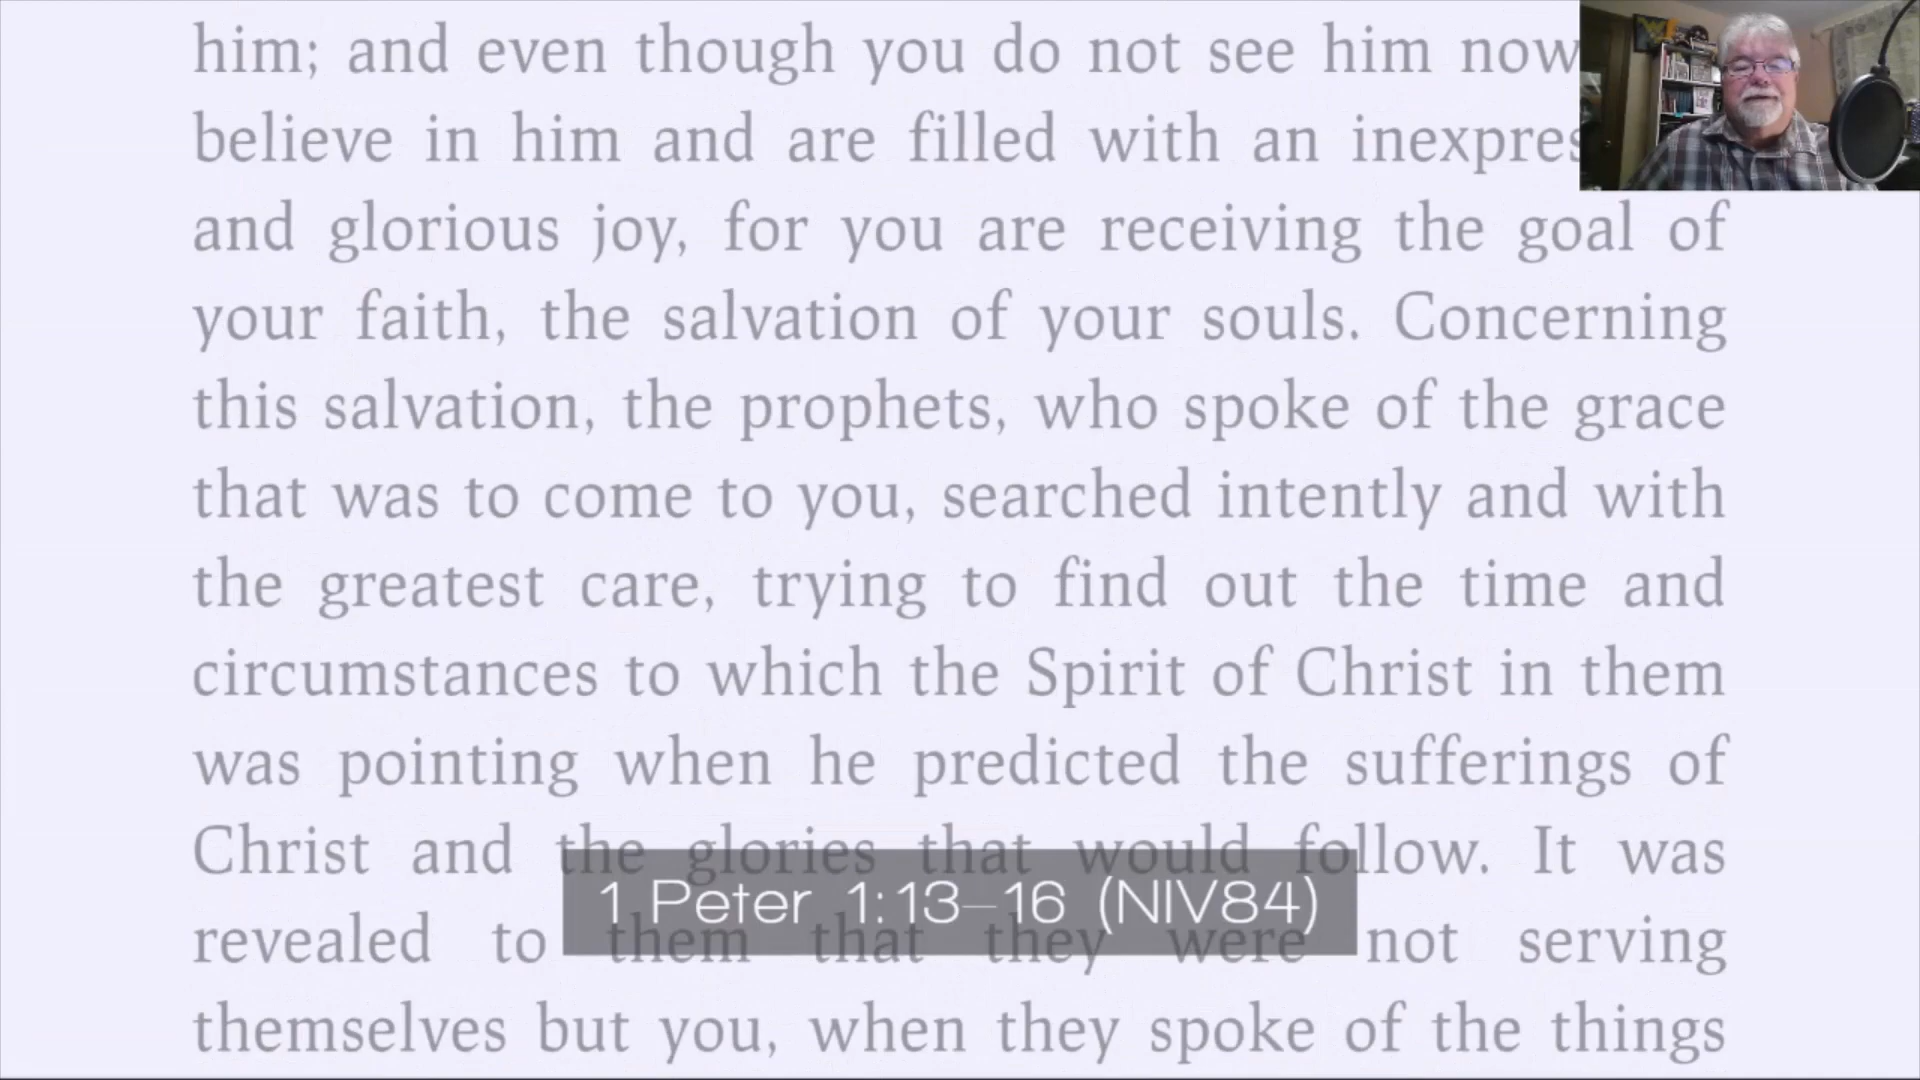 him; and even though you do not see him now
believe in him and are filled with an
and glorious joy, for you are receiving the goal of
your faith, the salvation of your souls. Concerning
this salvation, the prophets, who spoke of the grace
that was to come to you, searched intently and with
the greatest care, trying to find out the time and
circumstances to which the Spirit of Christ in them
was pointing when he predicted the sufferings of
Christ and the glories that would follow. It was
1 Peter 1:13–16 (NIV84)
revealed to them that they were not serving
themselves but you, when they spoke of the things